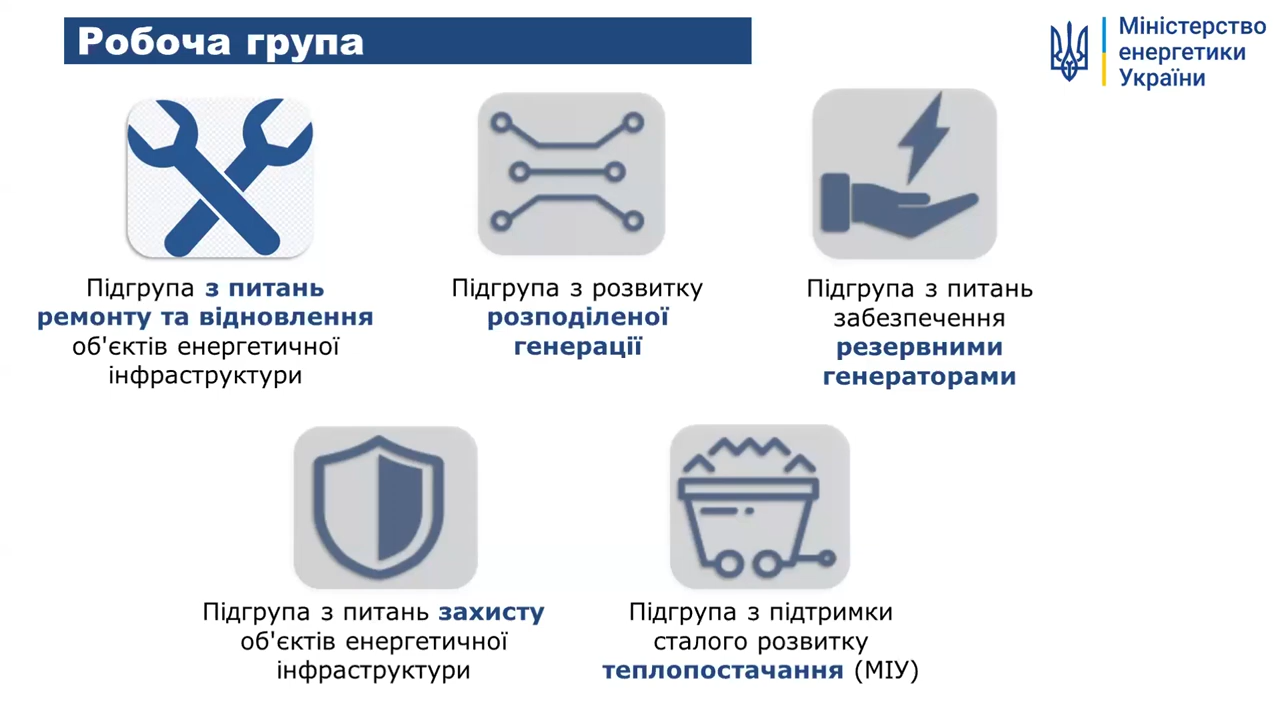 Робоча група
Міністерство
енергетики
України
Підгрупа з питань
ремонту та відновлення
об'єктів енергетичної
інфраструктури
Підгрупа з розвитку
розподіленої
генерації
Підгрупа з питань
забезпечення
резервними
генераторами
Підгрупа з питань захисту
об'єктів енергетичної
інфраструктури
Підгрупа з підтримки
сталого розвитку
теплопостачання (МІУ)